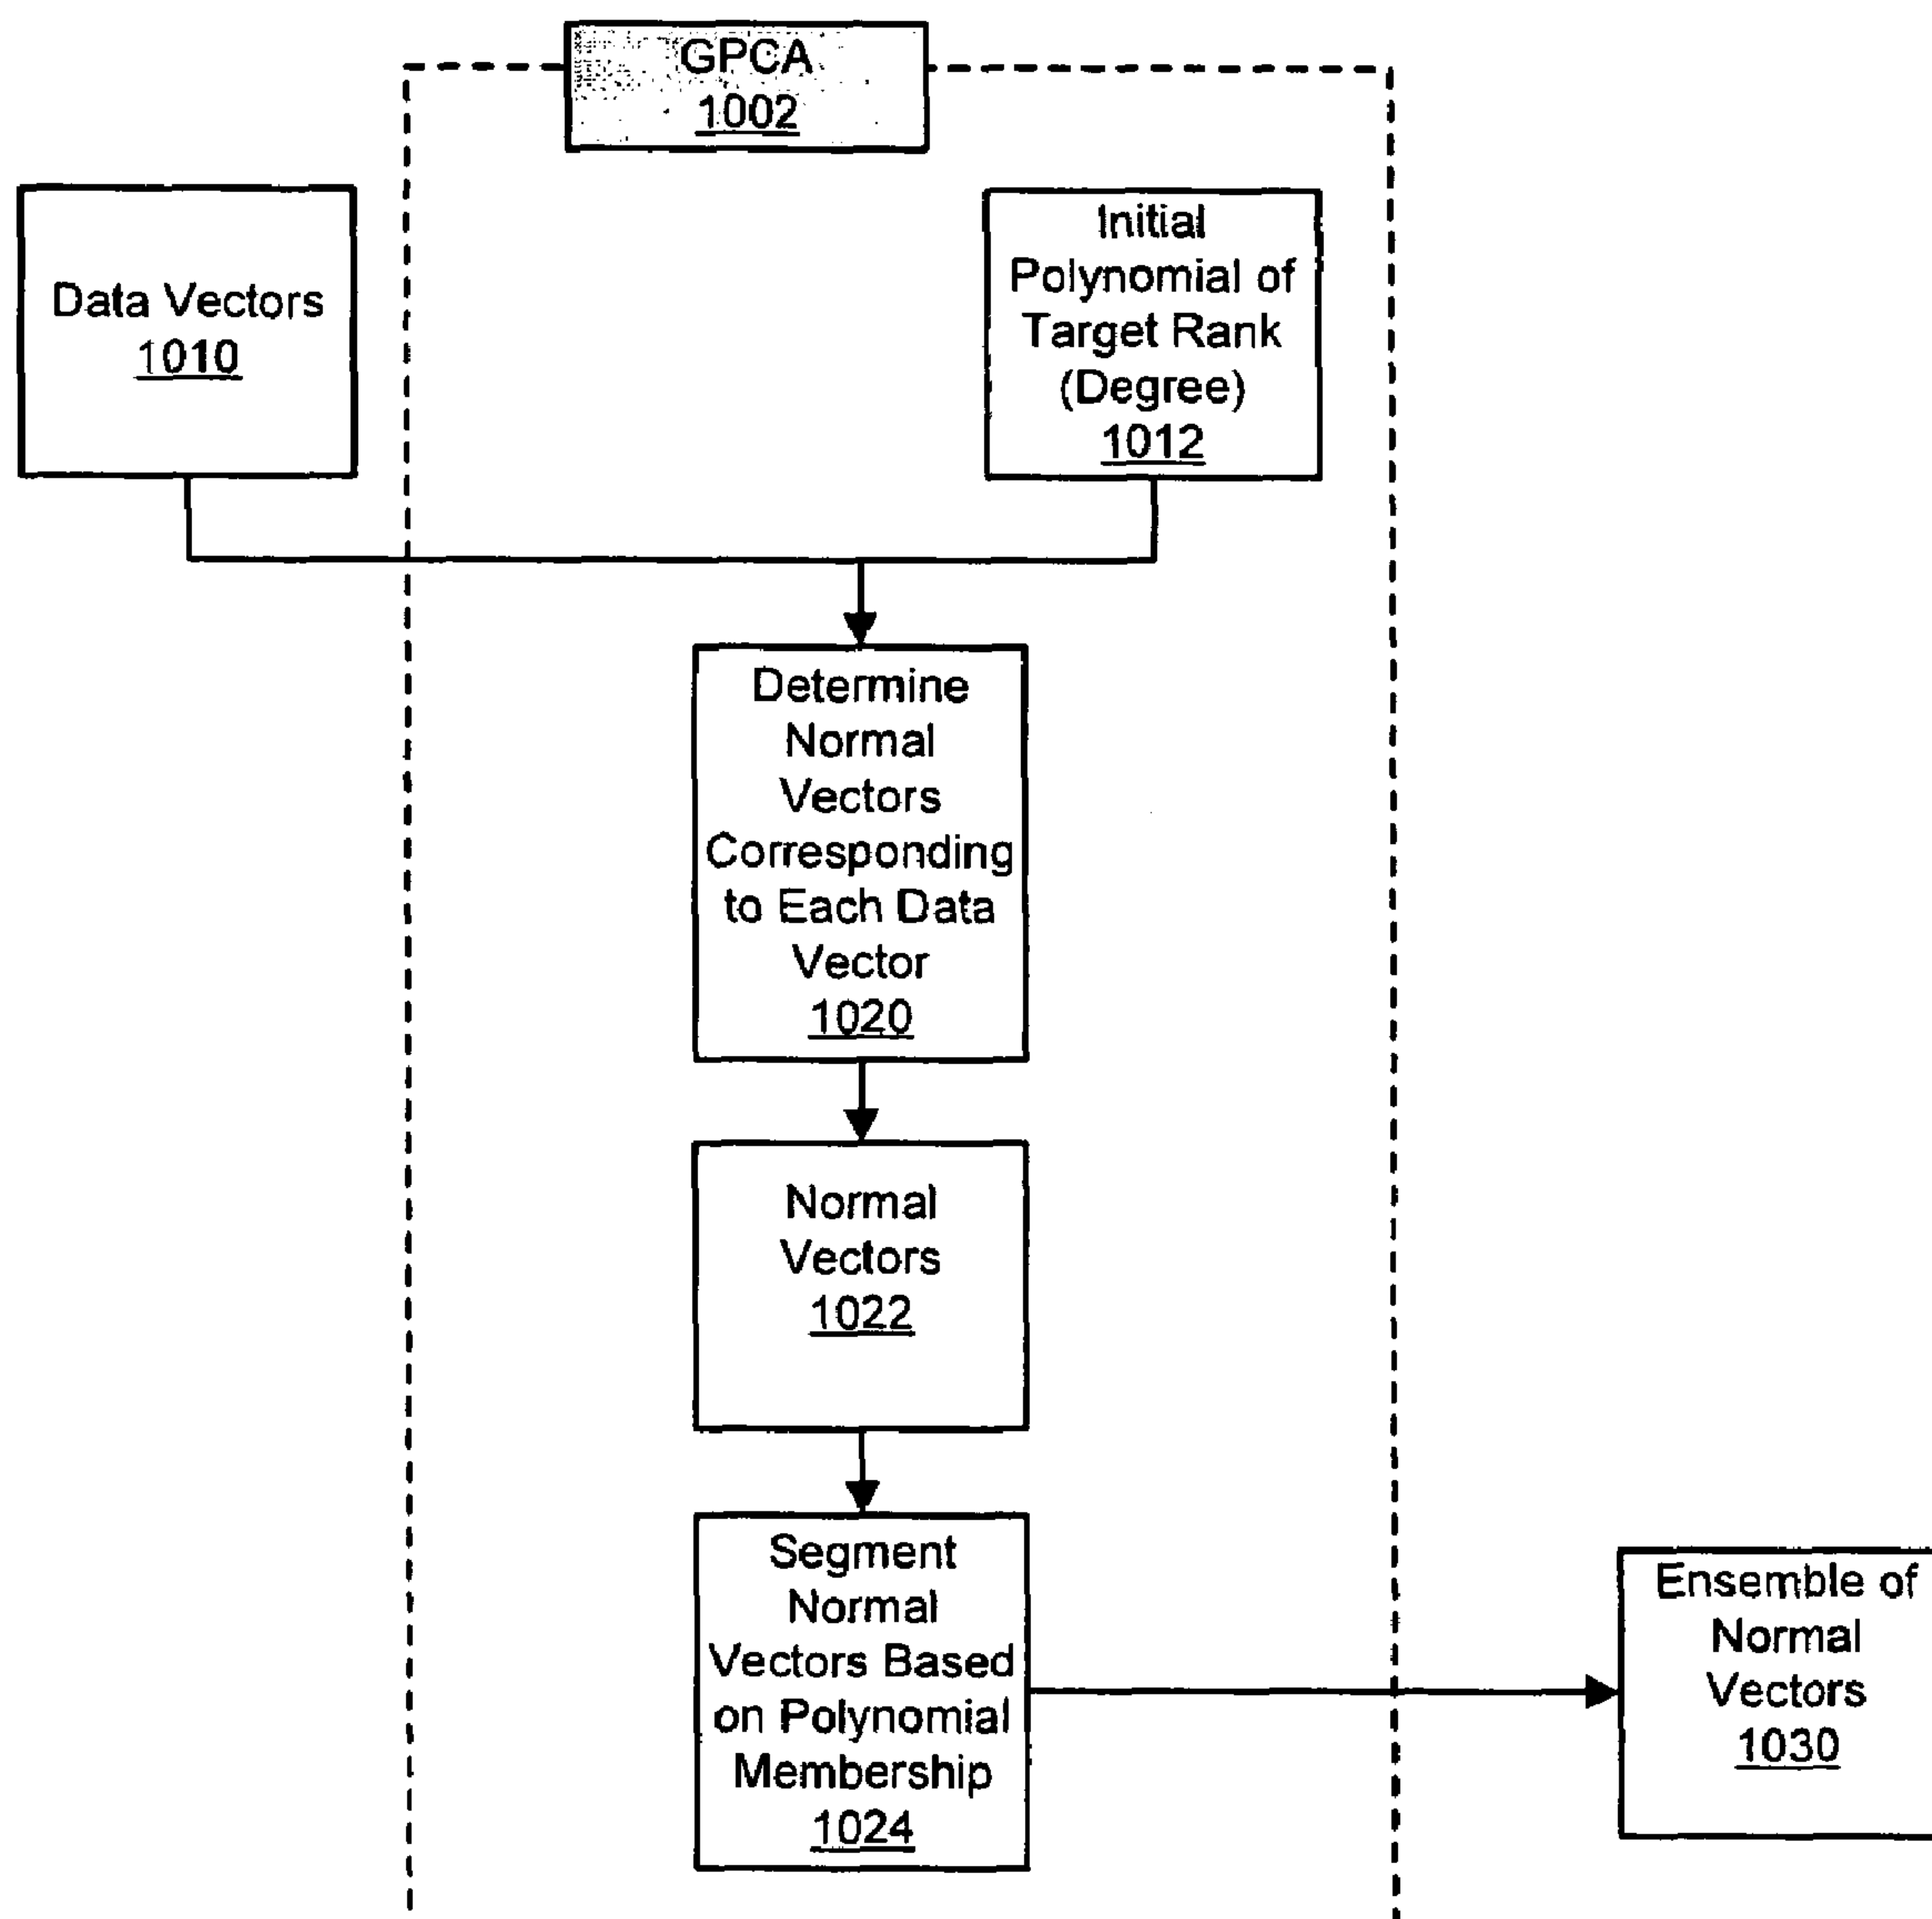 GPCA
1002
Data Vectors
1010
Initial
Polynomial of
Target Rank
(Degree)
1012
Determine
Normal
Vectors
Corresponding
to Each Data
Vector
1020
Normal
Vectors
1022
Segment
Normal
Vectors Based
on Polynomial
Membership
1024
Ensemble of
Normal
Vectors
1030